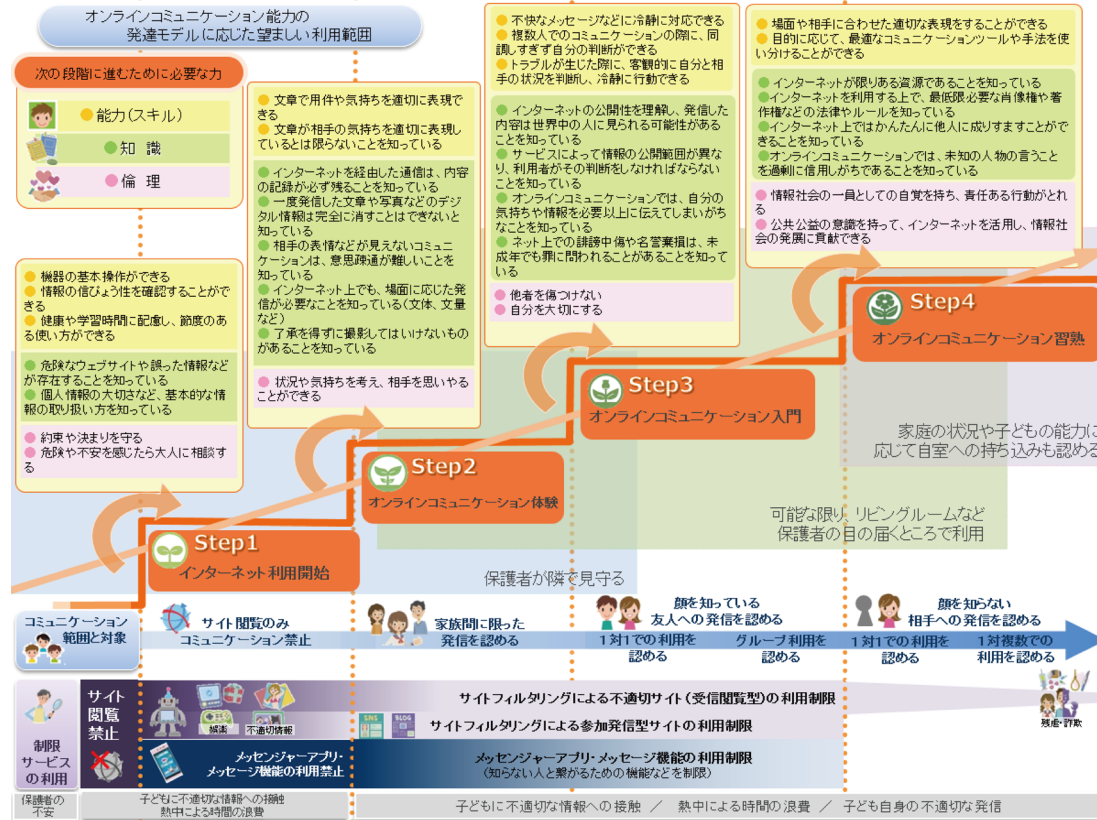 オンラインコミュニケーション能力の
発達モデルに応じた望ましい利用範囲
次の段階に進むために必要な力
●能力(スキル)
●知 識
●倫 理
● 機器の基本操作ができる
● 情報の信ぴょう性を確認することがで
きる
● 健康や学習時間に配慮し、節度のあ
る使い方ができる
● 危険なウェブサイトや誤った情報など
が存在することを知っている
● 個人情報の大切さなど、基本的な情
報の取り扱い方を知っている
● 約束や決まりを守る
● 危険や不安を感じたら大人に相談す
る
● 文章で用件や気持ちを適切に表現で
きる
● 文章が相手の気持ちを適切に表現し
ているとは限らないことを知っている
● インターネットを経由した通信は、内容
の記録が必ず残ることを知っている
● 一度発信した文章や写真などのデジ
タル情報は完全に消すことはできないと
知っている
● 相手の表情などが見えないコミュニ
ケーションは、意思疎通が難しいことを
知っている
● インターネット上でも、場面に応じた発
信が必要なことを知っている(文体、文量
など)
● 了承を得ずに撮影してはいけないもの
があることを知っている
● 状況や気持ちを考え、相手を思いやる
ことができる
● 不快なメッセージなどに冷静に対応できる
● 複数人でのコミュニケーションの際に、同
調しすぎず自分の判断ができる
● トラブルが生じた際に、客観的に自分と相
手の状況を判断し、冷静に行動できる
● インターネットの公開性を理解し、発信した
内容は世界中の人に見られる可能性があるこ
とを知っている
● サービスによって情報の公開範囲が異な
り、利用者がその判断をしなければならない
ことを知っている
● オンラインコミュニケーションでは、自分の
気持ちや情報を必要以上に伝えてしまいがち
なことを知っている
● ネット上での誹謗中傷や名誉棄損は、未
成年でも罪に問われることがあることを知って
いる
● 他者を傷つけない
● 自分を大切にする
● 場面や相手に合わせた適切な表現をすることができる
● 目的に応じて、最適なコミュニケーションツールや手法を使
い分けることができる
● インターネットが限りある資源であることを知っている
●インターネットを利用する上で、最低限必要な肖像権や著
作権などの法律やルールを知っている
●インターネット上ではかんたんに他人に成りすますことがで
きることを知っている
●オンラインコミュニケーションでは、未知の人物の言うこと
を過剰に信用しがちであることを知っている
● 情報社会の一員としての自覚を持ち、責任ある行動がとれ
る
● 公共公益の意識を持って、インターネットを活用し、情報社
会の発展に貢献できる
Step1
インターネット利用開始
Step2
オンラインコミュニケーション体験
Step3
オンラインコミュニケーション入門
Step4
オンラインコミュニケーション習熟
保護者が隣で見守る
可能な限り、リビングルームなど
保護者の目の届くところで利用
家庭の状況や子どもの能力に
応じて自室への持ち込みも認める
コミュニケーション
範囲と対象
サイト閲覧のみ
コミュニケーション禁止
家族間に限った
発信を認める
顔を知っている
友人への発信を認める
1対1での利用を
認める
グループ利用を
認める
顔を知らない
相手への発信を認める
1対1での利用を
認める
1対複数での
利用を認める
制限
サービス
の利用
サイト
閲覧
禁止
娯楽
不適切情報
サイトフィルタリングによる不適切サイト(受信閲覧型)の利用制限
SNS
BLOG
サイトフィルタリングによる参加発信型サイトの利用制限
残虐・詐欺
メッセンジャーアプリ・
メッセージ機能の利用禁止
メッセンジャーアプリ・メッセージ機能の利用制限
(知らない人と繋がるための機能などを制限)
保護者の
不安
子どもに不適切な情報への接触
熱中による時間の浪費
子どもに不適切な情報への接触 / 熱中による時間の浪費 / 子ども自身の不適切な発信